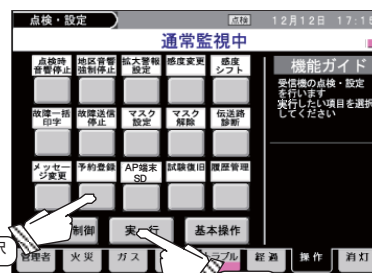 点検・設定
点検
12月12日 17:15
通常監視中
点検時
音響停止
地区音響
強制停止
拡大警報
設定
感度変更
感度
シフト
故障一括
印字
故障送信
停止
マスク
設定
マスク
解除
伝送路
診断
メッセー
ジ変更
予約登録
AP端末
SD
試験復旧
履歴管理
機能ガイド
受信機の点検・設定
を行います
実行したい項目を選択
してください
制御
実行
基本操作
択
管理者
火災
ガス
トラブル
経過
操作
消灯